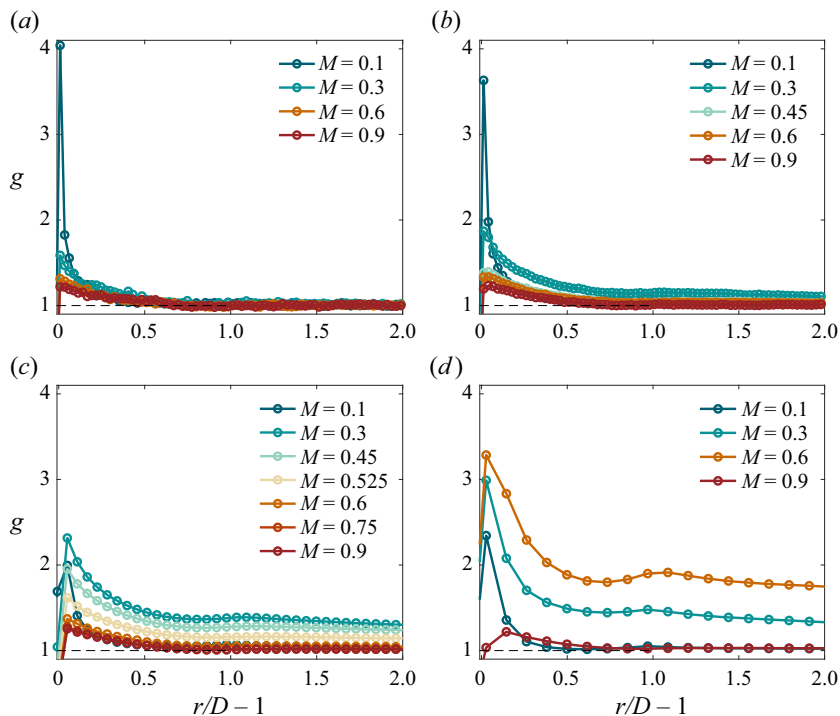 (a)
4
3
g
2
1
0 0.5 1.0 1.5 2.0
M = 0.1
M = 0.3
M = 0.6
M = 0.9
(b)
4
3
2
1
0 0.5 1.0 1.5 2.0
M = 0.1
M = 0.3
M = 0.45
M = 0.6
M = 0.9
(c)
4
3
g
2
1
0 0.5 1.0 1.5 2.0
r/D – 1
M = 0.1
M = 0.3
M = 0.45
M = 0.525
M = 0.6
M = 0.75
M = 0.9
(d)
4
3
2
1
0 0.5 1.0 1.5 2.0
r/D – 1
M = 0.1
M = 0.3
M = 0.6
M = 0.9